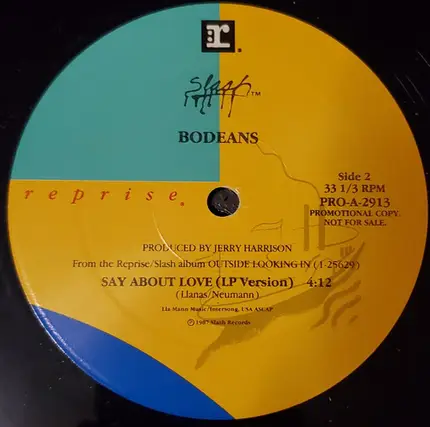 r
Slash™
BODEANS
reprise.
Side 2
33 1/3 RPM
PRO-A-2913
PROMOTIONAL COPY.
NOT FOR SALE.
PRODUCED BY JERRY HARRISON
From the Reprise/Slash album OUTSIDE LOOKING IN (1-25629)
SAY ABOUT LOVE (LP Version) 4:12
(Llanas/Neumann)
Lla Mann Music/Intersong, USA ASCAP
℗ 1987 Slash Records